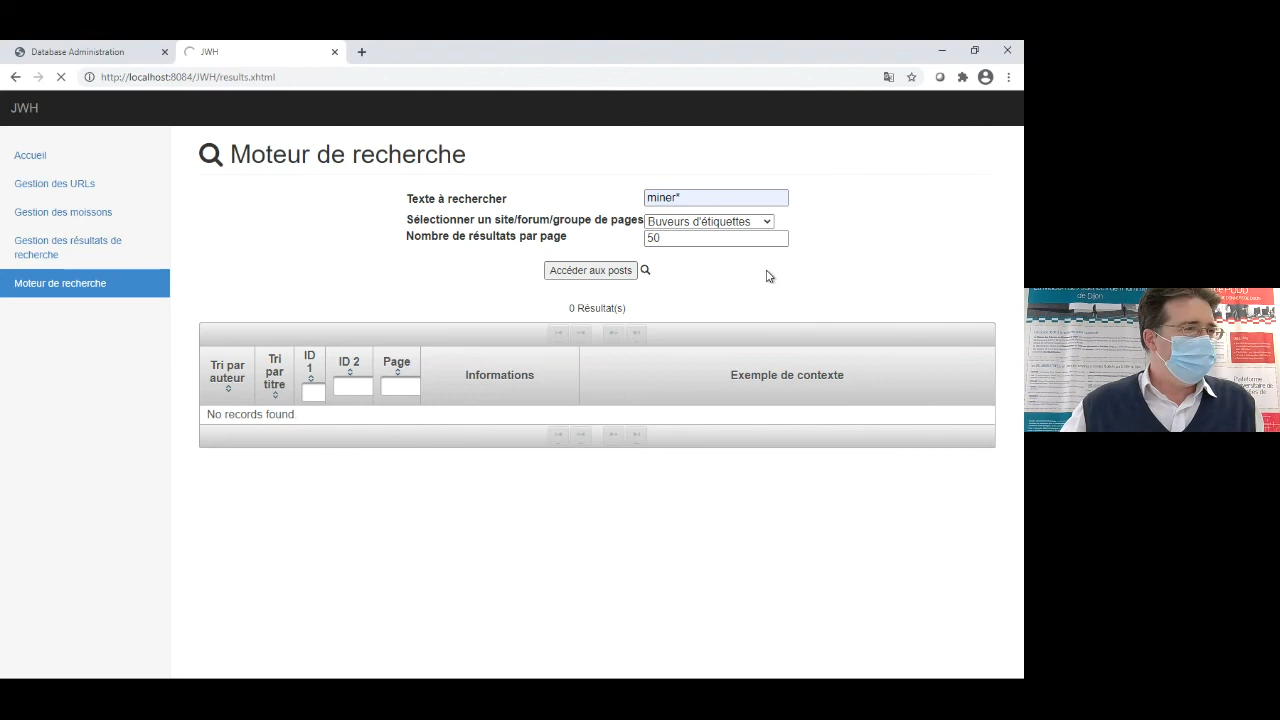 Database Administration
JWH
http://localhost:8084/JWH/results.xhtml
JWH
Accueil
Gestion des URLs
Gestion des moissons
Gestion des résultats de
recherche
Moteur de recherche
Moteur de recherche
Texte à rechercher miner*
Sélectionner un site/forum/groupe de pages Buveurs d'étiquettes
Nombre de résultats par page 50
Accéder aux posts
0 Résultat(s)
Tri par
auteur
Tri
par
titre
ID
1
ID 2
Page
Informations
Exemple de contexte
No records found.
de Dijon